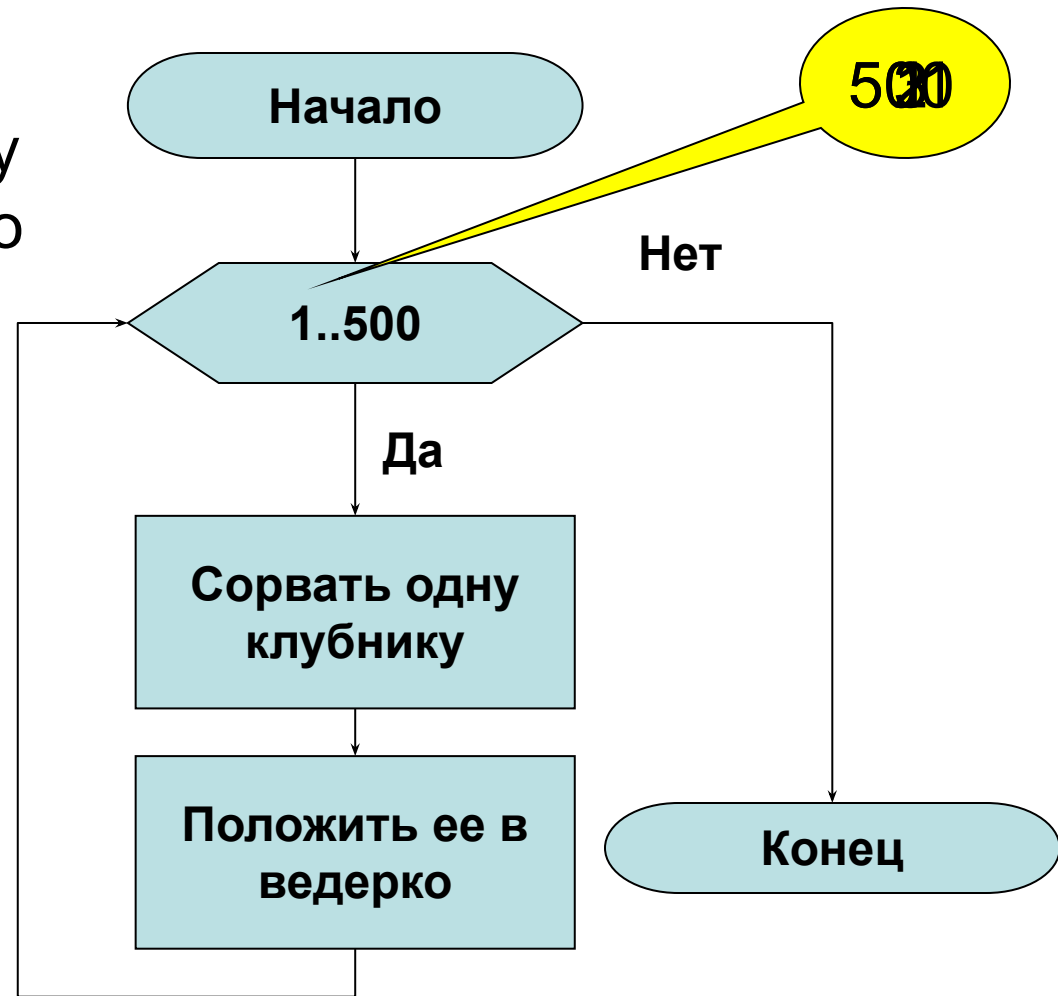 Начало
у
о
Нет
1..500
Да
Сорвать одну
клубнику
Положить ее в
ведерко
Конец